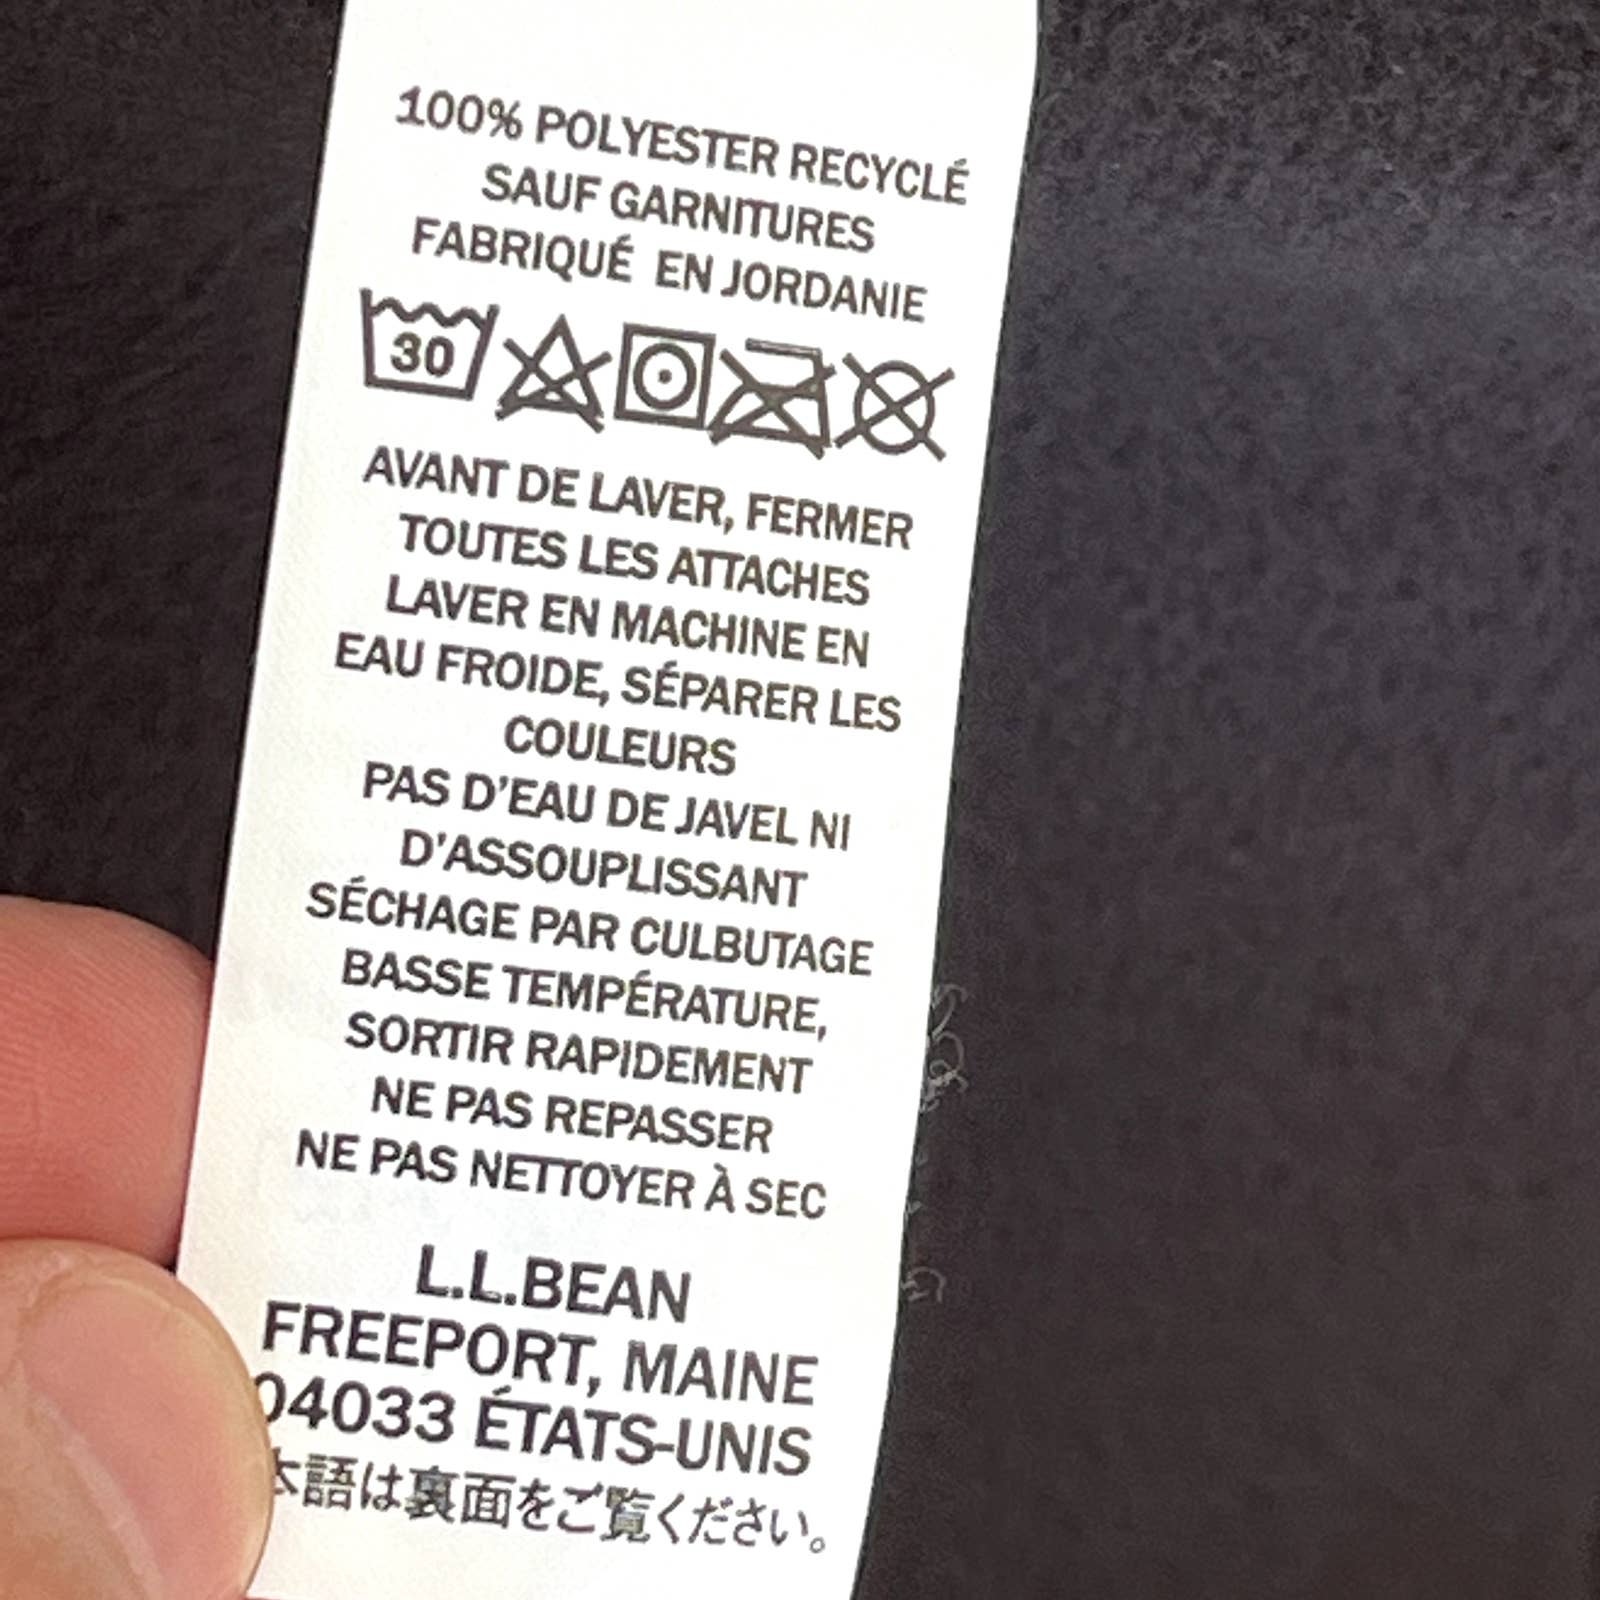 100% POLYESTER RECYCLÉ
SAUF GARNITURES
FABRIQUÉ EN JORDANIE
30
AVANT DE LAVER, FERMER
TOUTES LES ATTACHES
LAVER EN MACHINE EN
EAU FROIDE, SÉPARER LES
COULEURS
PAS D'EAU DE JAVEL NI
D'ASSOUPLISSANT
SÉCHAGE PAR CULBUTAGE
BASSE TEMPÉRATURE,
SORTIR RAPIDEMENT
NE PAS REPASSER
NE PAS NETTOYER À SEC
L.L.BEAN
FREEPORT, MAINE
04033 ÉTATS-UNIS
本語は裏面をご覧ください。